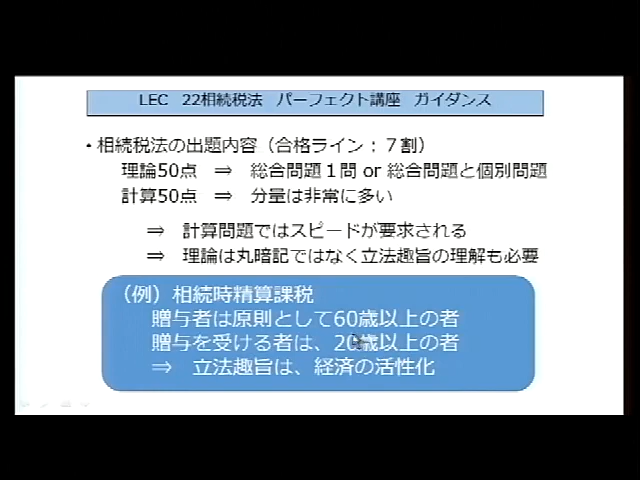 LEC 22相続税法 パーフェクト講座 ガイダンス
・相続税法の出題内容（合格ライン：７割）
理論50点 ⇒ 総合問題１問 or 総合問題と個別問題
計算50点 ⇒ 分量は非常に多い
⇒ 計算問題ではスピードが要求される
⇒ 理論は丸暗記ではなく立法趣旨の理解も必要
（例）相続時精算課税
贈与者は原則として60歳以上の者
贈与を受ける者は、20歳以上の者
⇒ 立法趣旨は、経済の活性化